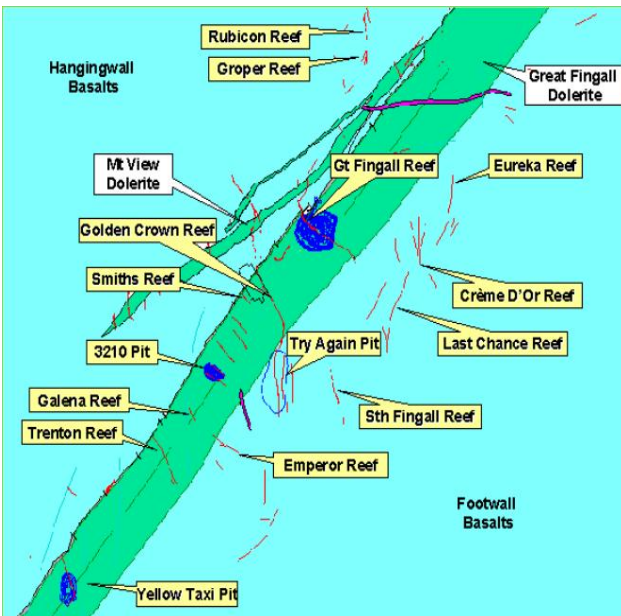 Rubicon Reef
Hangingwall
Basalts
Groper Reef
Great Fingall
Dolerite
Mt View
Dolerite
Gt Fingall Reef
Eureka Reef
Golden Crown Reef
Smiths Reef
Crème D'Or Reef
3210 Pit
Try Again Pit
Last Chance Reef
Galena Reef
Sth Fingall Reef
Trenton Reef
Emperor Reef
Footwall
Basalts
Yellow Taxi Pit